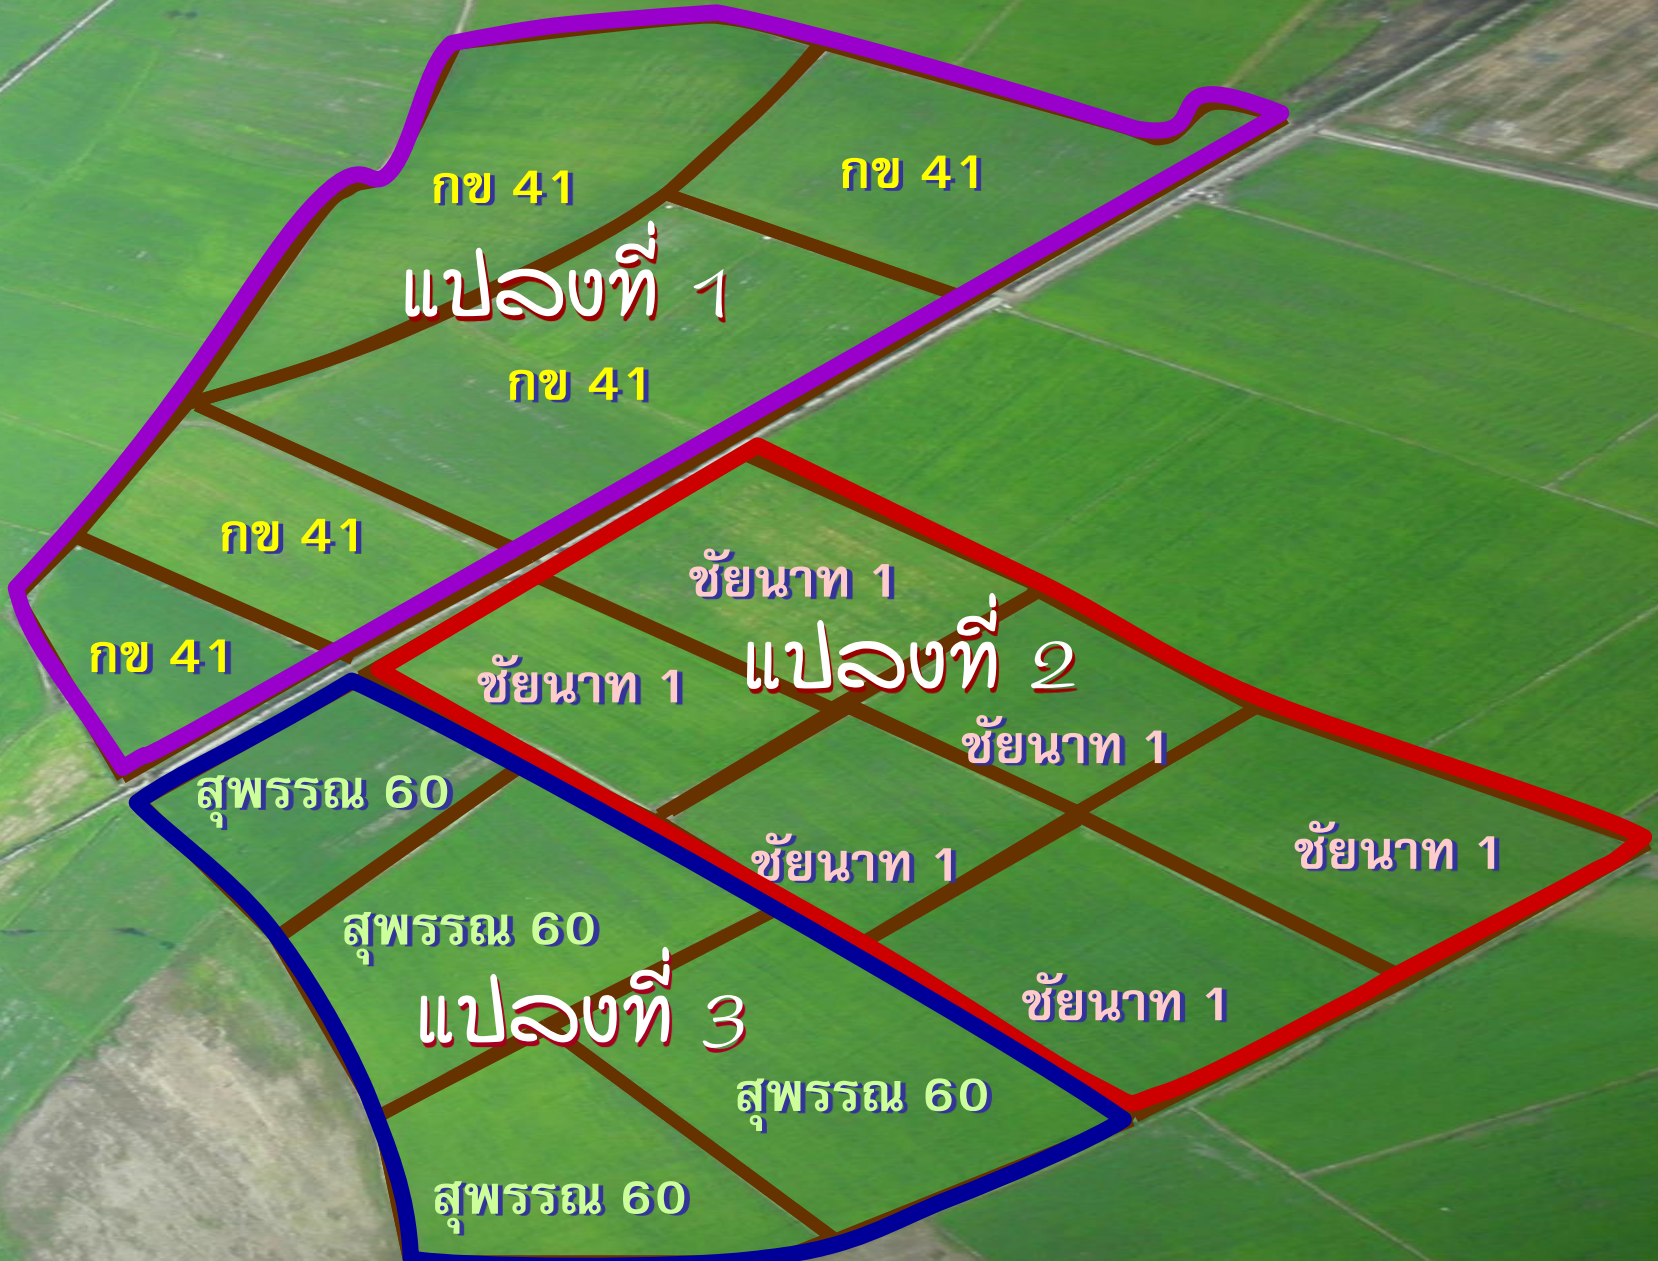 กข 41
กข 41
แปลงที่ 1
กข 41
กข 41
กข 41
ชัยนาท 1
แปลงที่ 2
ชัยนาท 1
ชัยนาท 1
ชัยนาท 1
ชัยนาท 1
ชัยนาท 1
สุพรรณ 60
สุพรรณ 60
แปลงที่ 3
สุพรรณ 60
สุพรรณ 60